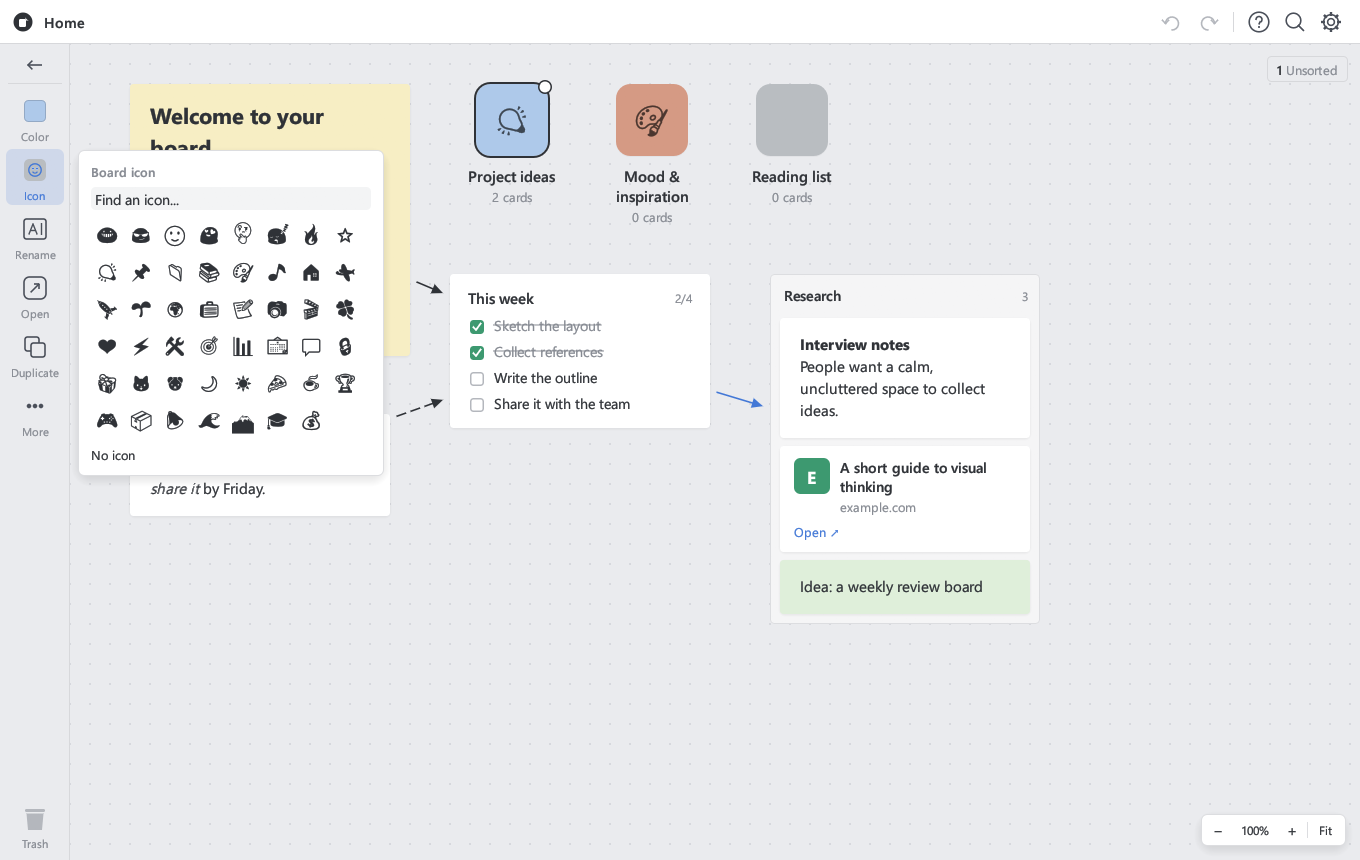 Home
1 Unsorted
Color
Icon
Rename
Open
Duplicate
More
Trash
Welcome to your
board
Board icon
Find an icon...
No icon
share it by Friday.
Project ideas
2 cards
Mood &
inspiration
0 cards
Reading list
0 cards
This week
2/4
Sketch the layout
Collect references
Write the outline
Share it with the team
Research
3
Interview notes
People want a calm,
uncluttered space to collect
ideas.
E
A short guide to visual
thinking
example.com
Open ↗
Idea: a weekly review board
− 100% + Fit